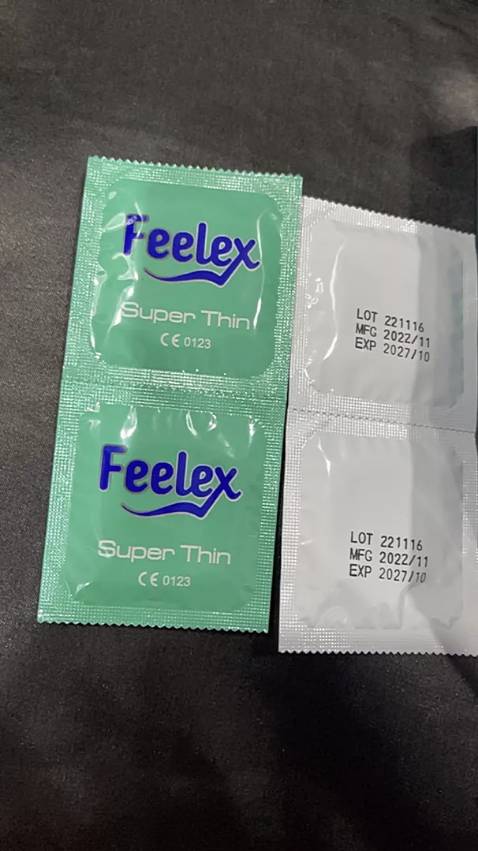 Feelex
Super Thin
CE 0123
Feelex
Super Thin
CE 0123
LOT 221116
MFG 2022/11
EXP 2027/10
LOT 221116
MFG 2022/11
EXP 2027/10